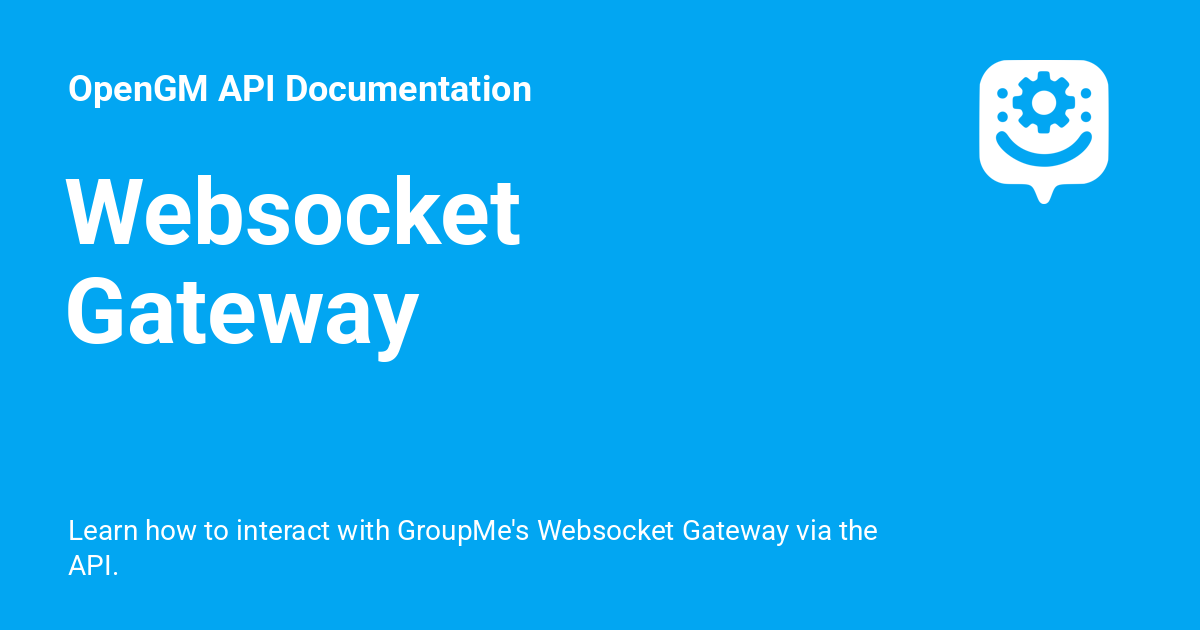 OpenGM API Documentation
Websocket
Gateway
Learn how to interact with GroupMe's Websocket Gateway via the
API.